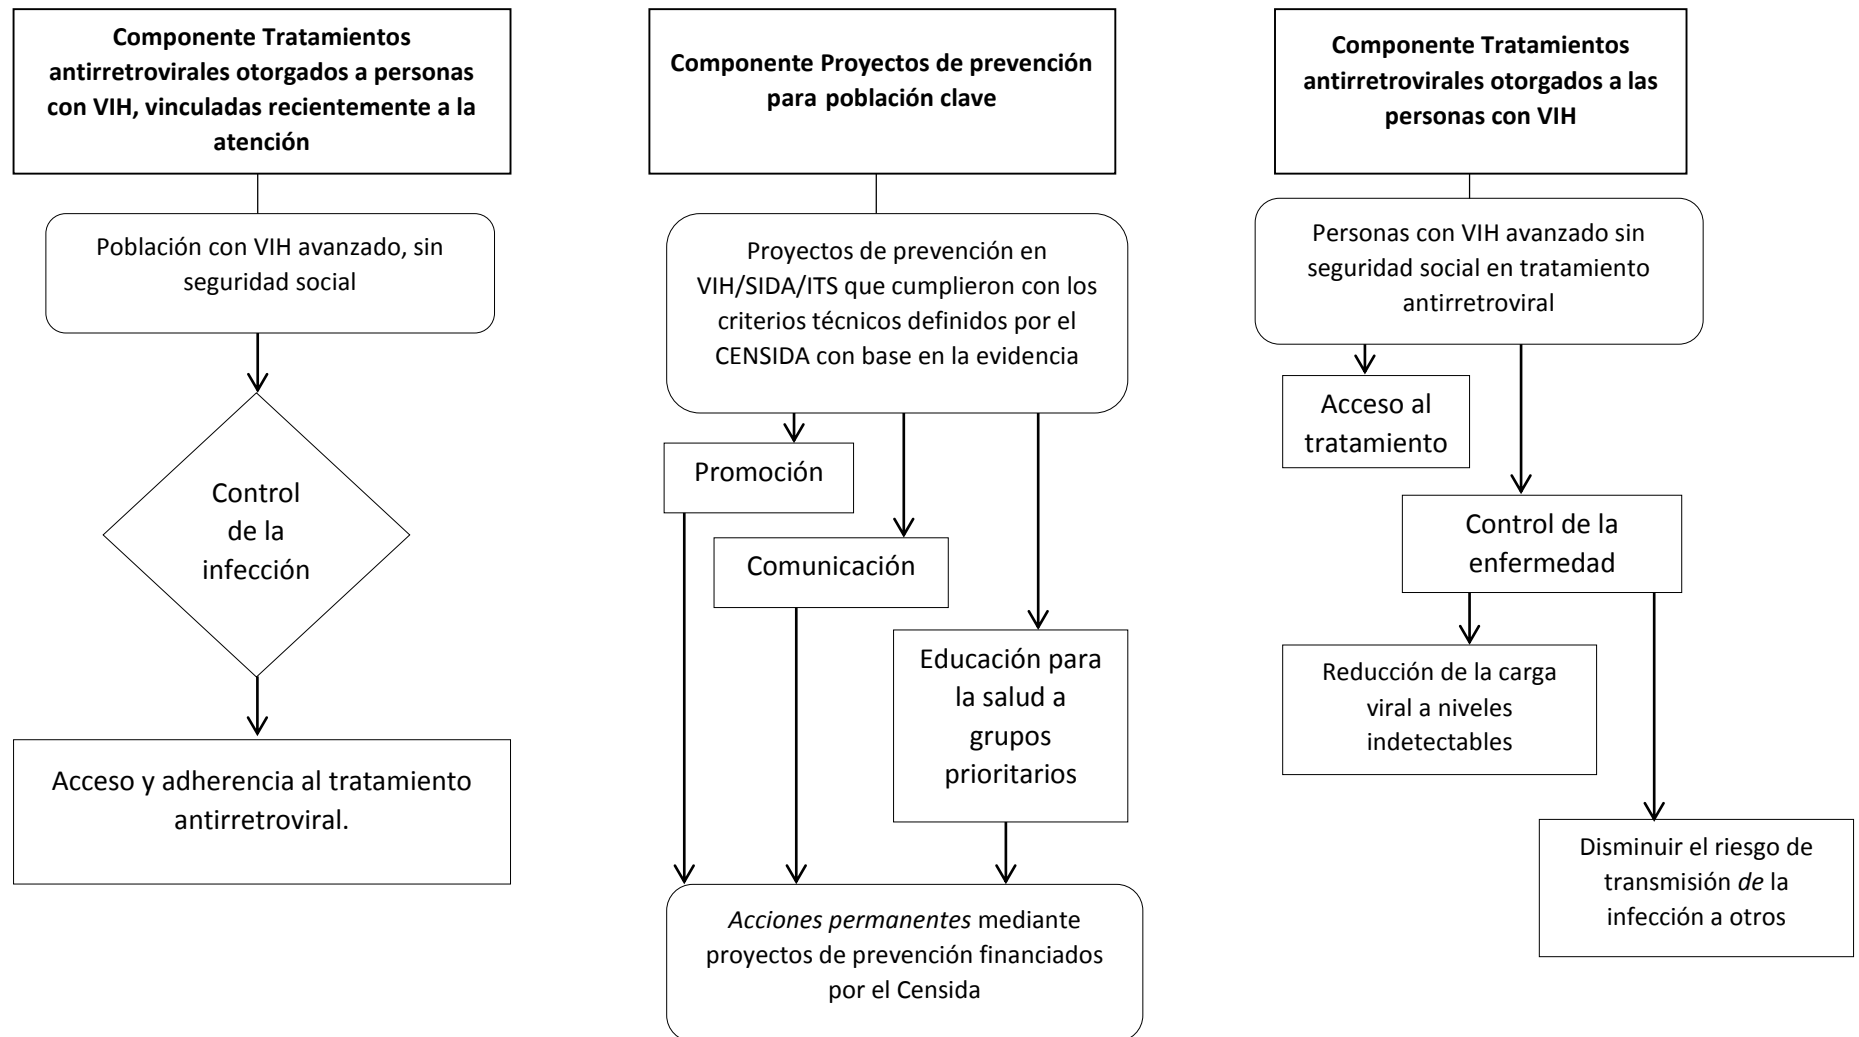 Componente Tratamientos
antirretrovirales otorgados a personas
con VIH, vinculadas recientemente a la
atención
Población con VIH avanzado, sin
seguridad social
Control
de la
infección
Acceso y adherencia al tratamiento
antirretroviral.
Componente Proyectos de prevención
para población clave
Proyectos de prevención en
VIH/SIDA/ITS que cumplieron con los
criterios técnicos definidos por el
CENSIDA con base en la evidencia
Promoción
Comunicación
Educación para
la salud a
grupos
prioritarios
Acciones permanentes mediante
proyectos de prevención financiados
por el Censida
Componente Tratamientos
antirretrovirales otorgados a las
personas con VIH
Personas con VIH avanzado sin
seguridad social en tratamiento
antirretroviral
Acceso al
tratamiento
Control de la
enfermedad
Reducción de la carga
viral a niveles
indetectables
Disminuir el riesgo de
transmisión de la
infección a otros